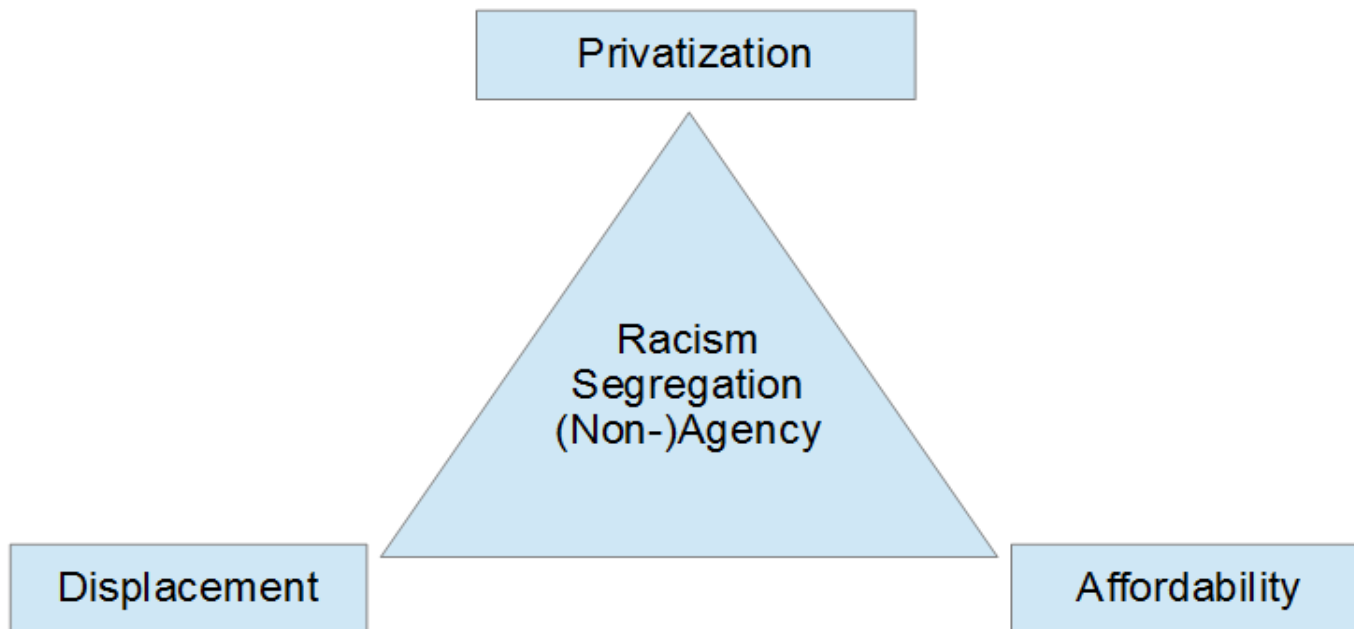 Privatization
Racism
Segregation
(Non-)Agency
Displacement
Affordability